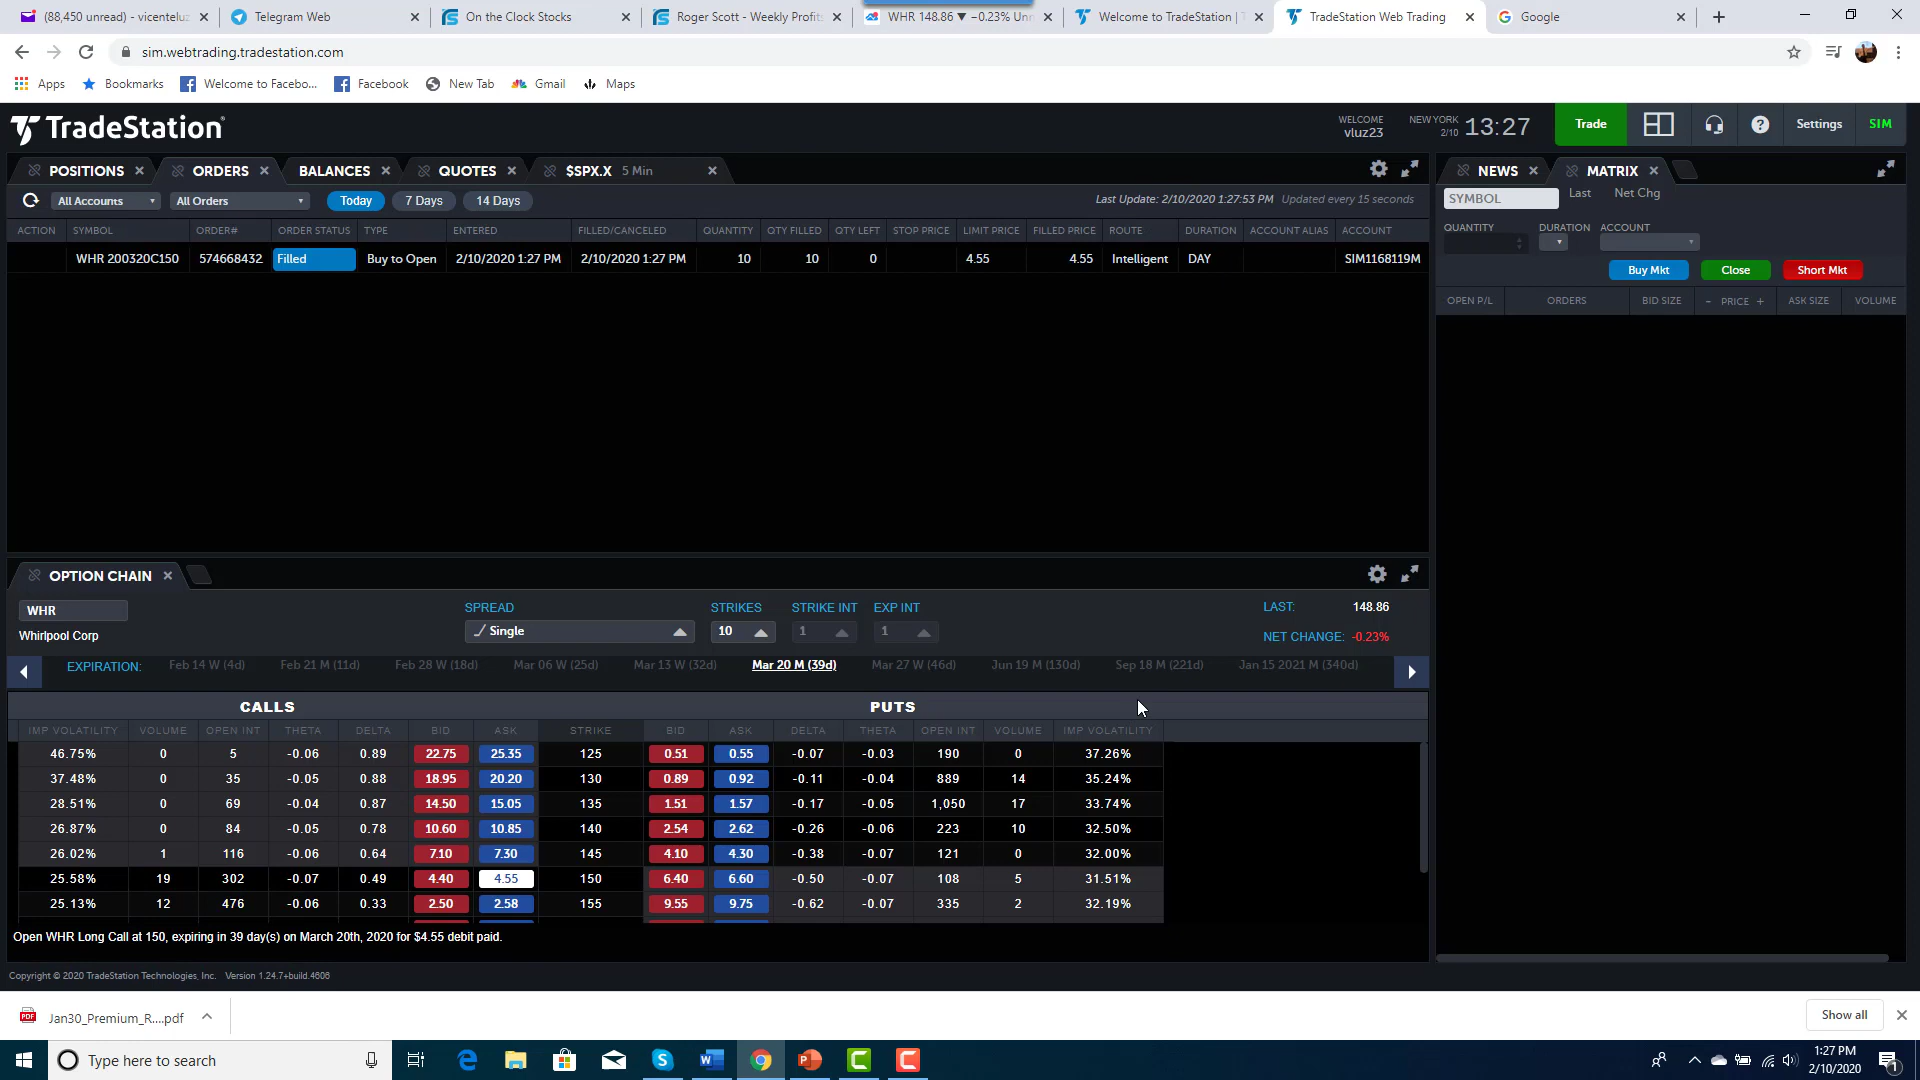 (88,450 unread) - vicenteluz
Telegram Web
On the Clock Stocks
Roger Scott - Weekly Profits
WHR 148.86 ▼ −0.23% Unn
Welcome to TradeStation | T
TradeStation Web Trading
Google
sim.webtrading.tradestation.com
Apps
Bookmarks
Welcome to Facebo...
Facebook
New Tab
Gmail
Maps
TradeStation
WELCOME
vluz23
NEW YORK
2/10
13:27
Trade
Settings
SIM
POSITIONS
ORDERS
BALANCES
QUOTES
$SPX.X 5 Min
NEWS
MATRIX
All Accounts
All Orders
Today
7 Days
14 Days
Last Update: 2/10/2020 1:27:53 PM Updated every 15 seconds
SYMBOL
Last
Net Chg
QUANTITY
DURATION
ACCOUNT
Buy Mkt
Close
Short Mkt
OPEN P/L ORDERS BID SIZE - PRICE + ASK SIZE VOLUME
ACTION SYMBOL ORDER# ORDER STATUS TYPE ENTERED FILLED/CANCELED QUANTITY QTY FILLED QTY LEFT STOP PRICE LIMIT PRICE FILLED PRICE ROUTE DURATION ACCOUNT ALIAS ACCOUNT
WHR 200320C150 574668432 Filled Buy to Open 2/10/2020 1:27 PM 2/10/2020 1:27 PM 10 10 0 4.55 4.55 Intelligent DAY SIM1168119M
OPTION CHAIN
WHR
Whirlpool Corp
SPREAD
Single
STRIKES
10
STRIKE INT
1
EXP INT
1
LAST: 148.86
NET CHANGE: -0.23%
EXPIRATION: Feb 14 W (4d) Feb 21 M (11d) Feb 28 W (18d) Mar 06 W (25d) Mar 13 W (32d) Mar 20 M (39d) Mar 27 W (46d) Jun 19 M (130d) Sep 18 M (221d) Jan 15 2021 M (340d)
CALLS PUTS
IMP VOLATILITY VOLUME OPEN INT THETA DELTA BID ASK STRIKE BID ASK DELTA THETA OPEN INT VOLUME IMP VOLATILITY
46.75% 0 5 -0.06 0.89 22.75 25.35 125 0.51 0.55 -0.07 -0.03 190 0 37.26%
37.48% 0 35 -0.05 0.88 18.95 20.20 130 0.89 0.92 -0.11 -0.04 889 14 35.24%
28.51% 0 69 -0.04 0.87 14.50 15.05 135 1.51 1.57 -0.17 -0.05 1,050 17 33.74%
26.87% 0 84 -0.05 0.78 10.60 10.85 140 2.54 2.62 -0.26 -0.06 223 10 32.50%
26.02% 1 116 -0.06 0.64 7.10 7.30 145 4.10 4.30 -0.38 -0.07 121 0 32.00%
25.58% 19 302 -0.07 0.49 4.40 4.55 150 6.40 6.60 -0.50 -0.07 108 5 31.51%
25.13% 12 476 -0.06 0.33 2.50 2.58 155 9.55 9.75 -0.62 -0.07 335 2 32.19%
Open WHR Long Call at 150, expiring in 39 day(s) on March 20th, 2020 for $4.55 debit paid.
Copyright © 2020 TradeStation Technologies, Inc. Version 1.24.7+build.4606
Jan30_Premium_R....pdf
Show all
Type here to search
1:27 PM
2/10/2020
1